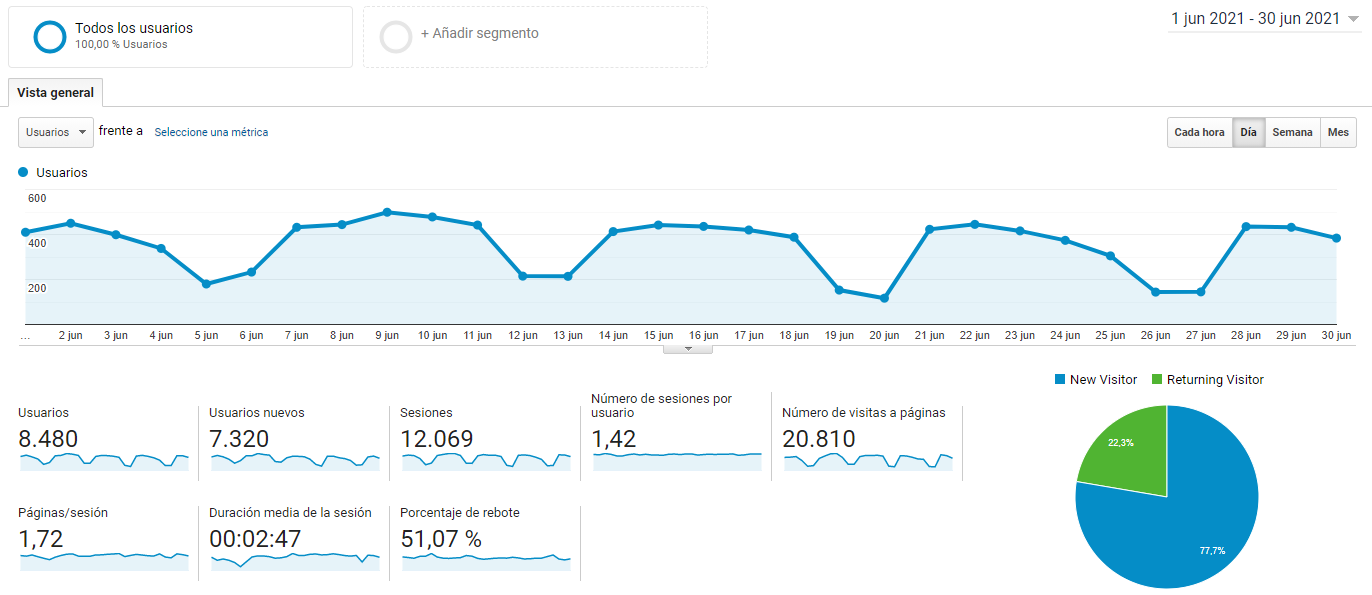 Todos los usuarios
100,00 % Usuarios
+ Añadir segmento
1 jun 2021 - 30 jun 2021
Vista general
Usuarios frente a Seleccione una métrica
Cada hora Día Semana Mes
Usuarios
600
400
200
... 2 jun 3 jun 4 jun 5 jun 6 jun 7 jun 8 jun 9 jun 10 jun 11 jun 12 jun 13 jun 14 jun 15 jun 16 jun 17 jun 18 jun 19 jun 20 jun 21 jun 22 jun 23 jun 24 jun 25 jun 26 jun 27 jun 28 jun 29 jun 30 jun
Usuarios
8.480
Usuarios nuevos
7.320
Sesiones
12.069
Número de sesiones por
usuario
1,42
Número de visitas a páginas
20.810
Páginas/sesión
1,72
Duración media de la sesión
00:02:47
Porcentaje de rebote
51,07 %
New Visitor Returning Visitor
22,3%
77,7%